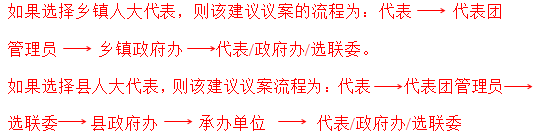 如果选择乡镇人大代表，则该建议议案的流程为：代表 → 代表团
管理员 → 乡镇政府办 → 代表/政府办/选联委。
如果选择县人大代表，则该建议议案流程为：代表 → 代表团管理员 →
选联委 → 县政府办 → 承办单位 → 代表/政府办/选联委